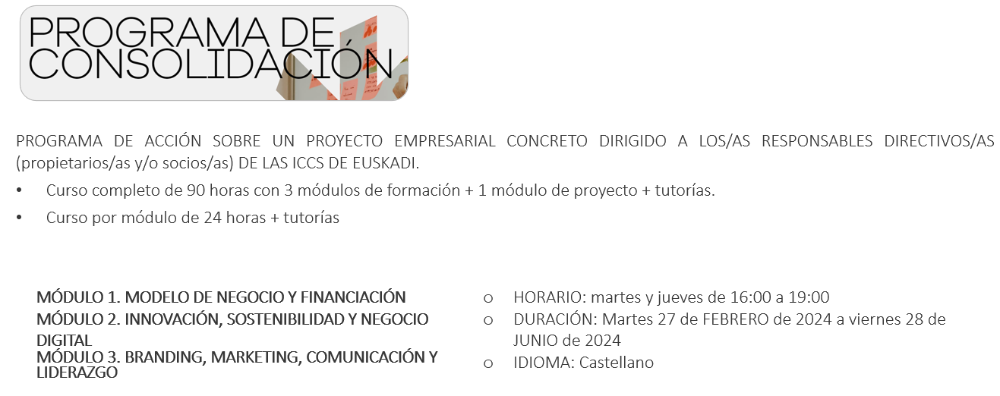 PROGRAMA DE
CONSOLIDACIÓN
PROGRAMA DE ACCIÓN SOBRE UN PROYECTO EMPRESARIAL CONCRETO DIRIGIDO A LOS/AS RESPONSABLES DIRECTIVOS/AS
(propietarios/as y/o socios/as) DE LAS ICCS DE EUSKADI.
• Curso completo de 90 horas con 3 módulos de formación + 1 módulo de proyecto + tutorías.
• Curso por módulo de 24 horas + tutorías
MÓDULO 1. MODELO DE NEGOCIO Y FINANCIACIÓN
MÓDULO 2. INNOVACIÓN, SOSTENIBILIDAD Y NEGOCIO
DIGITAL
MÓDULO 3. BRANDING, MARKETING, COMUNICACIÓN Y
LIDERAZGO
o HORARIO: martes y jueves de 16:00 a 19:00
o DURACIÓN: Martes 27 de FEBRERO de 2024 a viernes 28 de
JUNIO de 2024
o IDIOMA: Castellano